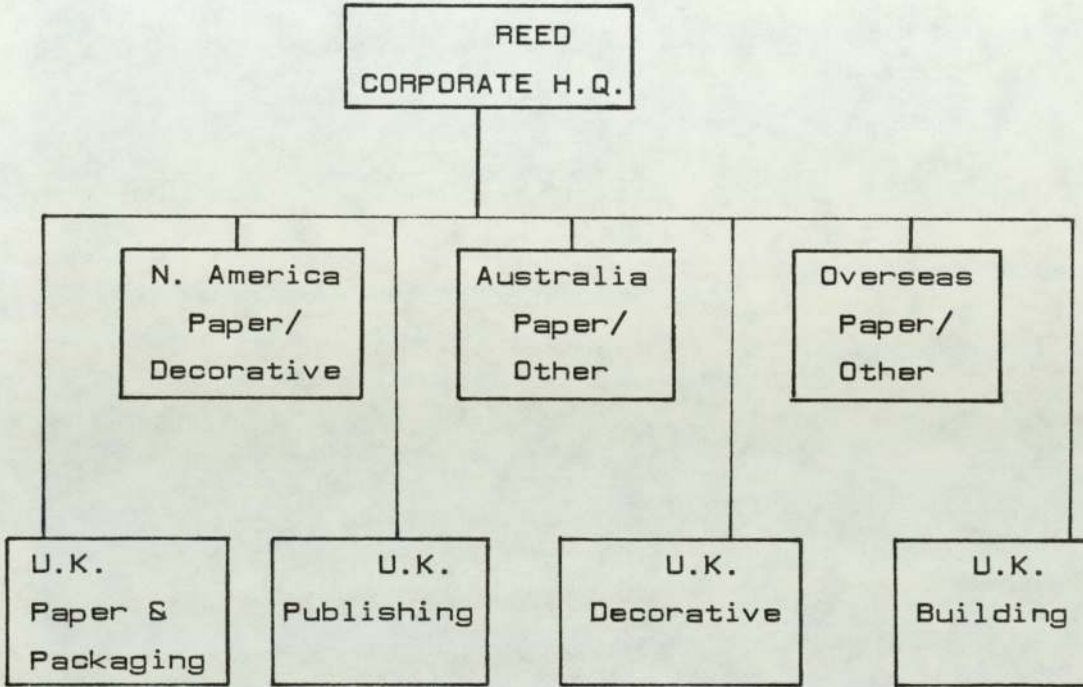 REED
CORPORATE H.Q.
N. America
Paper/
Decorative
Australia
Paper/
Other
Overseas
Paper/
Other
U.K.
Paper &
Packaging
U.K.
Publishing
U.K.
Decorative
U.K.
Building